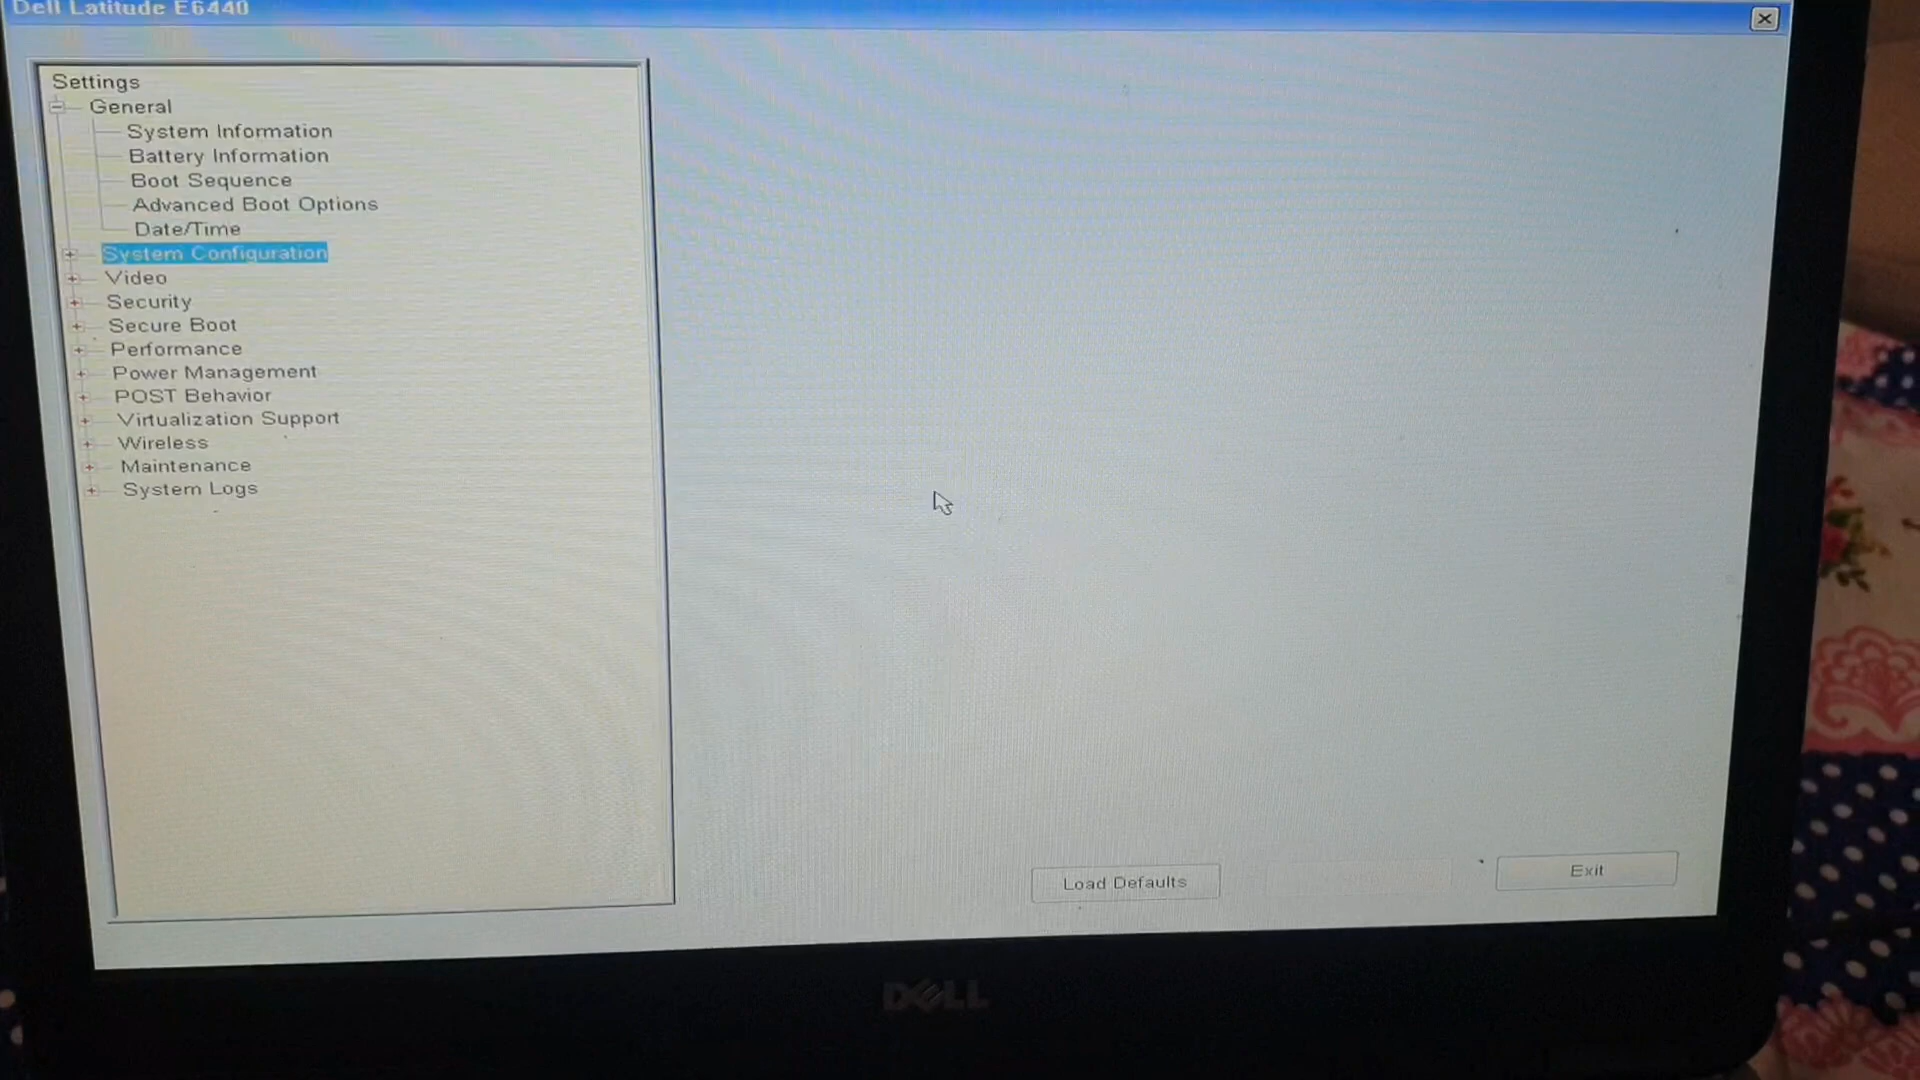 Dell Latitude E6440
Settings
General
System Information
Battery Information
Boot Sequence
Advanced Boot Options
Date/Time
System Configuration
Video
Security
Secure Boot
Performance
Power Management
POST Behavior
Virtualization Support
Wireless
Maintenance
System Logs
Load Defaults
Exit
DELL